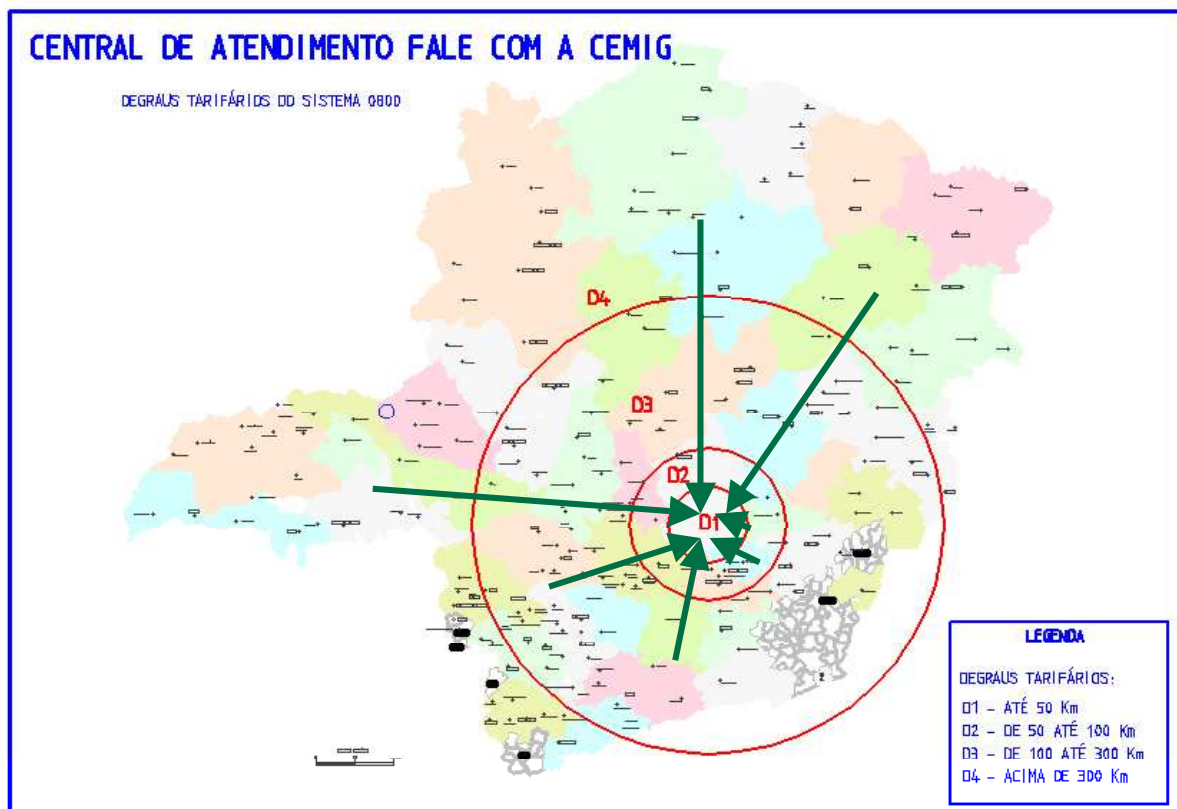 CENTRAL DE ATENDIMENTO FALE COM A CEMIG
DEGRAUS TARIFÁRIOS DO SISTEMA 0800
D4
D3
D2
D1
LEGENDA
DEGRAUS TARIFÁRIOS:
D1 - ATÉ 50 Km
D2 - DE 50 ATÉ 100 Km
D3 - DE 100 ATÉ 300 Km
D4 - ACIMA DE 300 Km